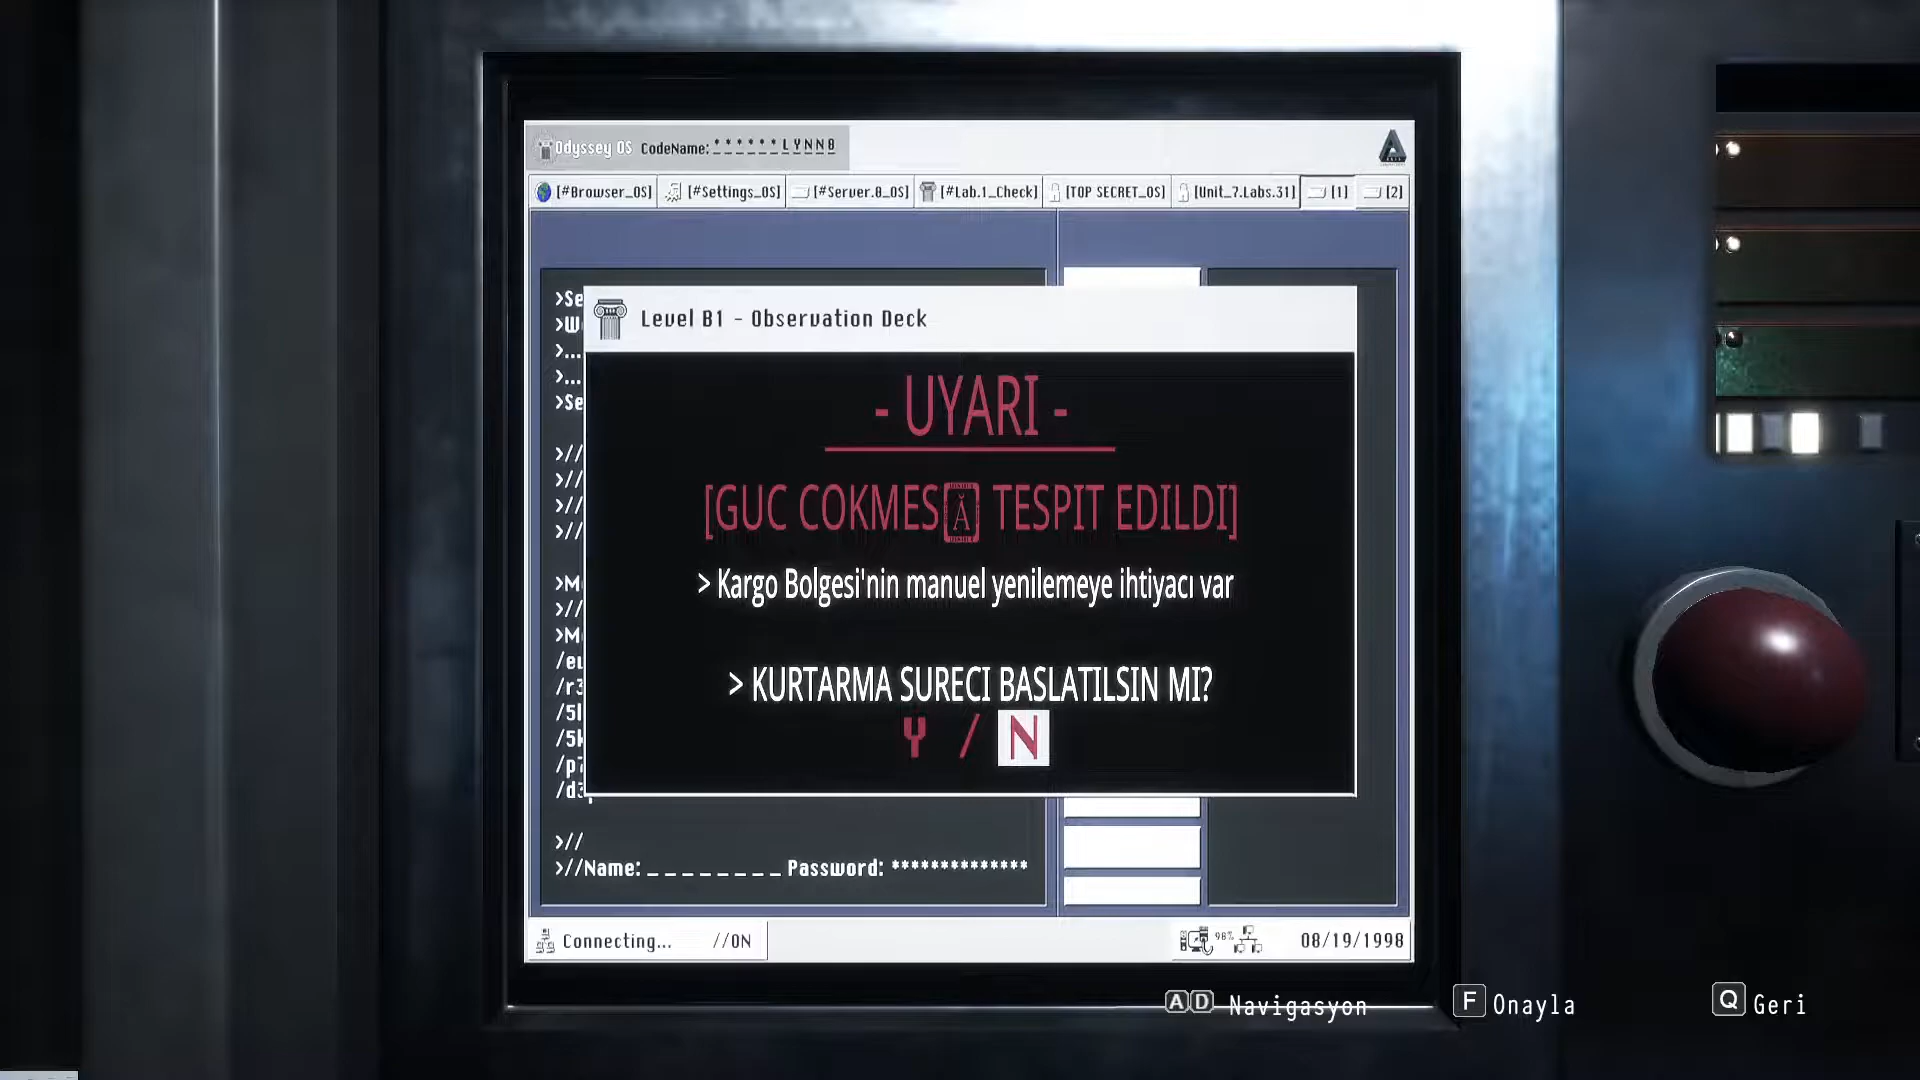 Odyssey OS CodeName: ******LYNN8
[#Browser_OS] [#Settings_OS] [#Server.8_OS] [#Lab.1_Check] [TOP SECRET_OS] [Unit_7.Labs.31] [1] [2]
Level B1 - Observation Deck
- UYARI -
[GUC COKMESĂ TESPIT EDILDI]
> Kargo Bolgesi'nin manuel yenilemeye ihtiyacı var
> KURTARMA SURECI BASLATILSIN MI?
Y / N
>//
>//Name: _ _ _ _ _ _ _ _ Password: **************
Connecting... //ON
98%
08/19/1998
A D Navigasyon
F Onayla
Q Geri